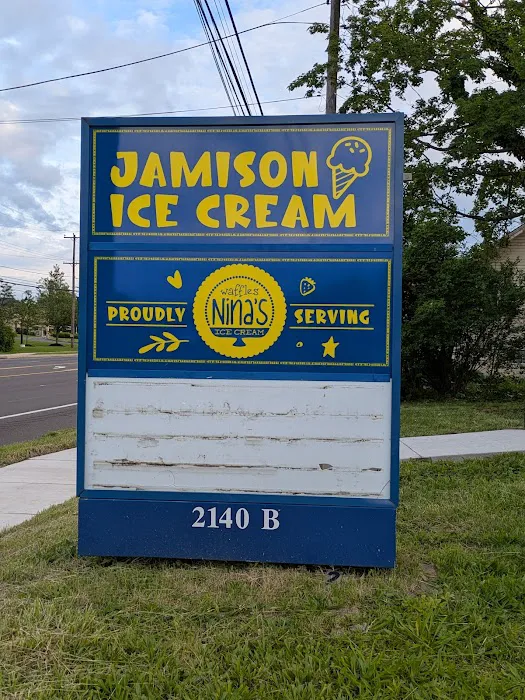 JAMISON
ICE CREAM
PROUDLY
waffles
NiNa's
ICE CREAM
SERVING
2140 B